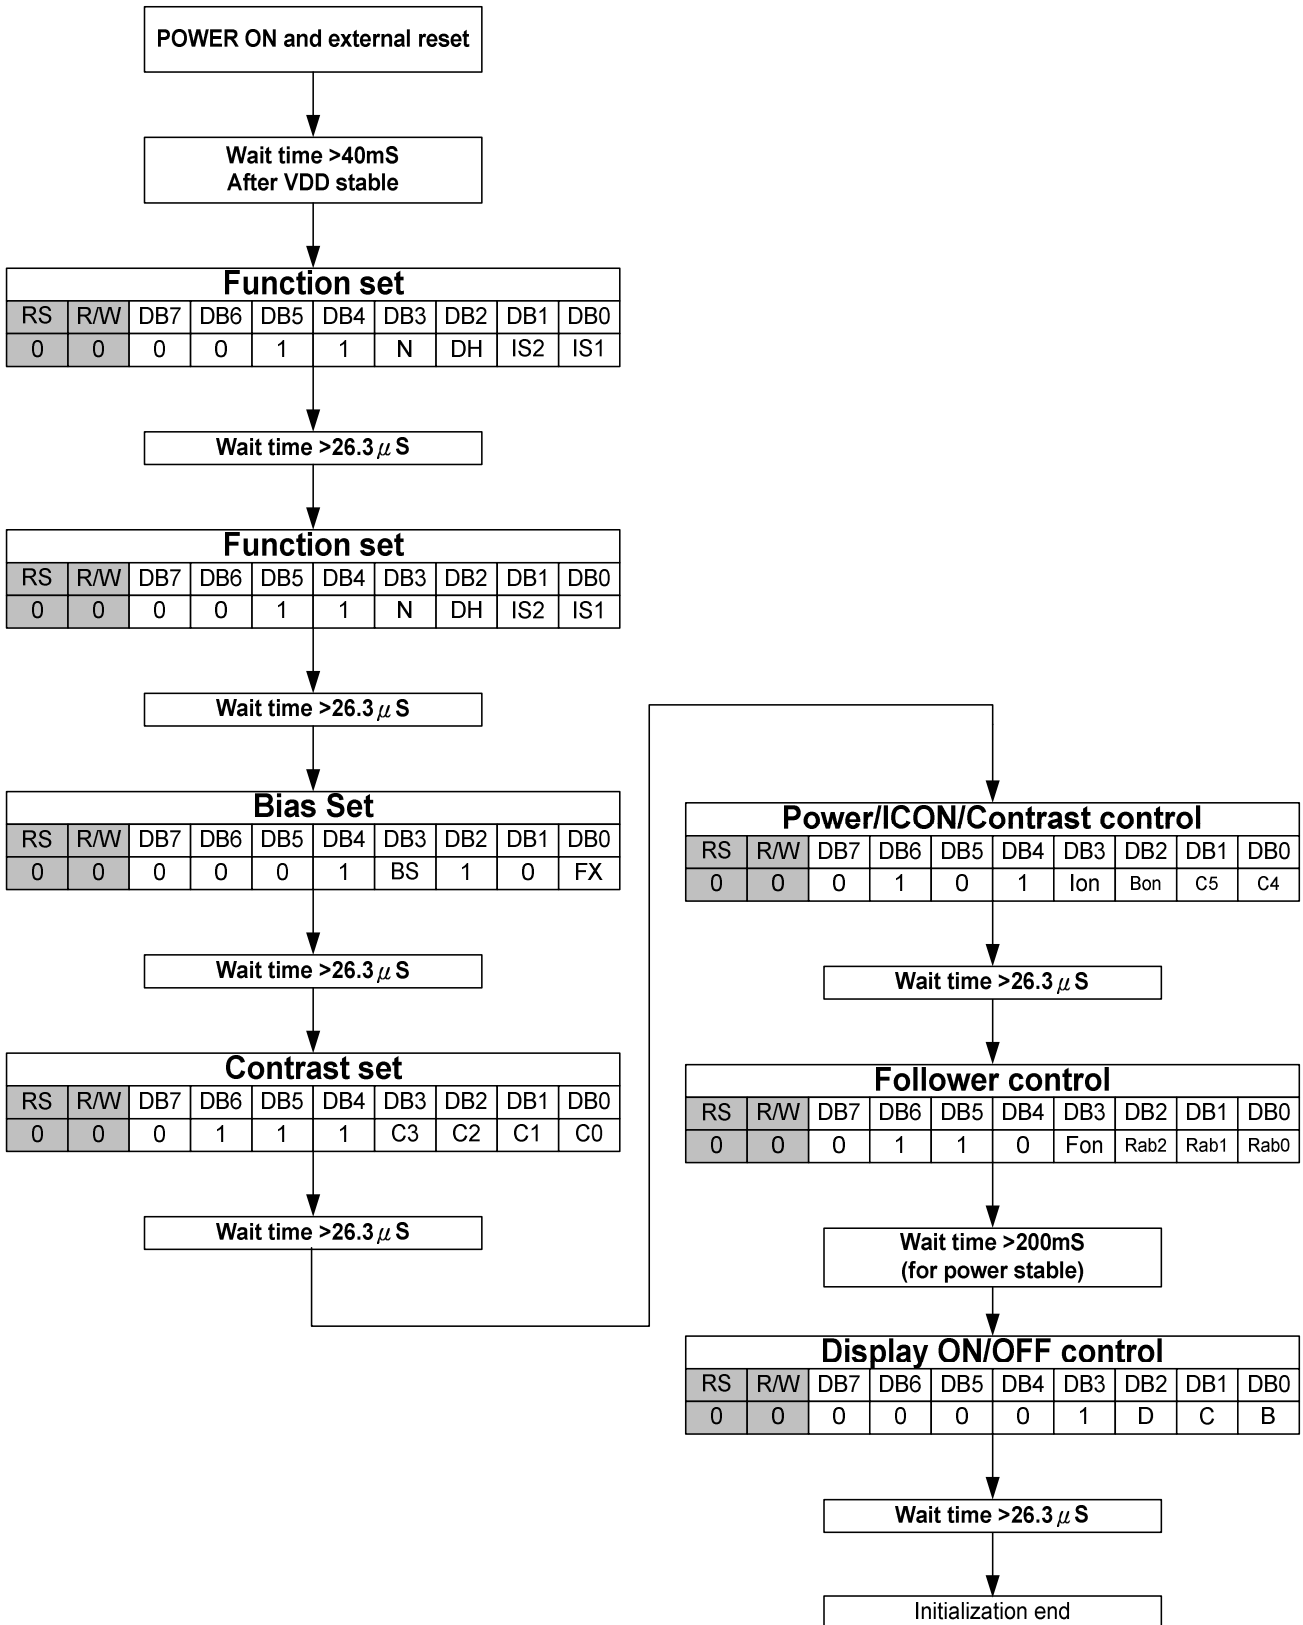 POWER ON and external reset
Wait time >40mS
After VDD stable
Function set
RS R/W DB7 DB6 DB5 DB4 DB3 DB2 DB1 DB0
0 0 0 0 1 1 N DH IS2 IS1
Wait time >26.3μS
Function set
RS R/W DB7 DB6 DB5 DB4 DB3 DB2 DB1 DB0
0 0 0 0 1 1 N DH IS2 IS1
Wait time >26.3μS
Bias Set
RS R/W DB7 DB6 DB5 DB4 DB3 DB2 DB1 DB0
0 0 0 0 0 1 BS 1 0 FX
Wait time >26.3μS
Contrast set
RS R/W DB7 DB6 DB5 DB4 DB3 DB2 DB1 DB0
0 0 0 1 1 1 C3 C2 C1 C0
Wait time >26.3μS
Power/ICON/Contrast control
RS R/W DB7 DB6 DB5 DB4 DB3 DB2 DB1 DB0
0 0 0 1 0 1 Ion Bon C5 C4
Wait time >26.3μS
Follower control
RS R/W DB7 DB6 DB5 DB4 DB3 DB2 DB1 DB0
0 0 0 1 1 0 Fon Rab2 Rab1 Rab0
Wait time >200mS
(for power stable)
Display ON/OFF control
RS R/W DB7 DB6 DB5 DB4 DB3 DB2 DB1 DB0
0 0 0 0 0 0 1 D C B
Wait time >26.3μS
Initialization end